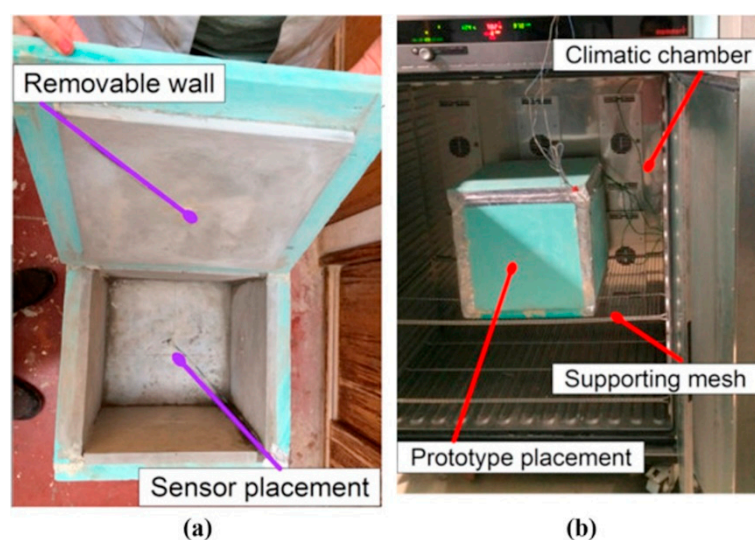 Removable wall
Sensor placement
(a)
Climatic chamber
Supporting mesh
Prototype placement
(b)